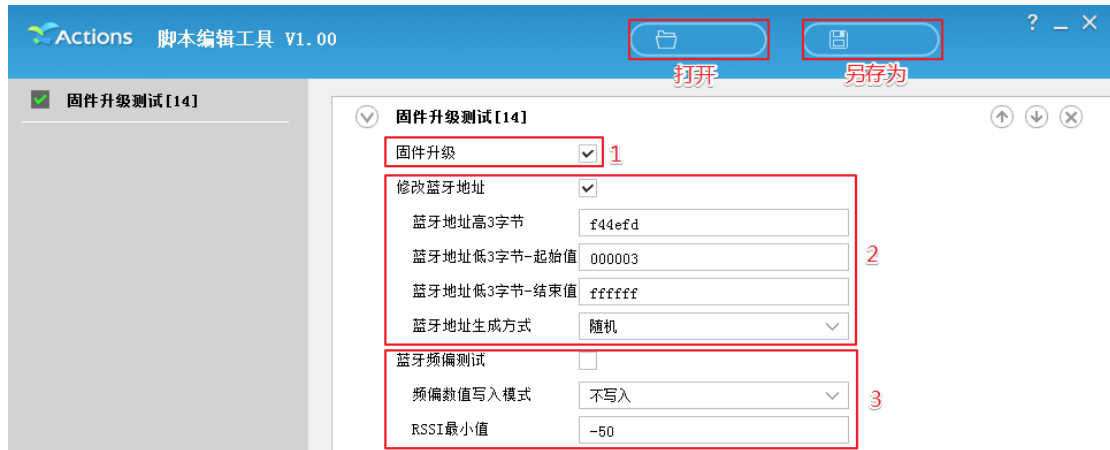 Actions 脚本编辑工具 V1.00
? _ ×
打开 另存为
固件升级测试[14]
固件升级测试[14]
固件升级 1
修改蓝牙地址
蓝牙地址高3字节 f44efd
蓝牙地址低3字节-起始值 000003
2
蓝牙地址低3字节-结束值 ffffff
蓝牙地址生成方式 随机
蓝牙频偏测试
频偏数值写入模式 不写入
3
RSSI最小值 -50